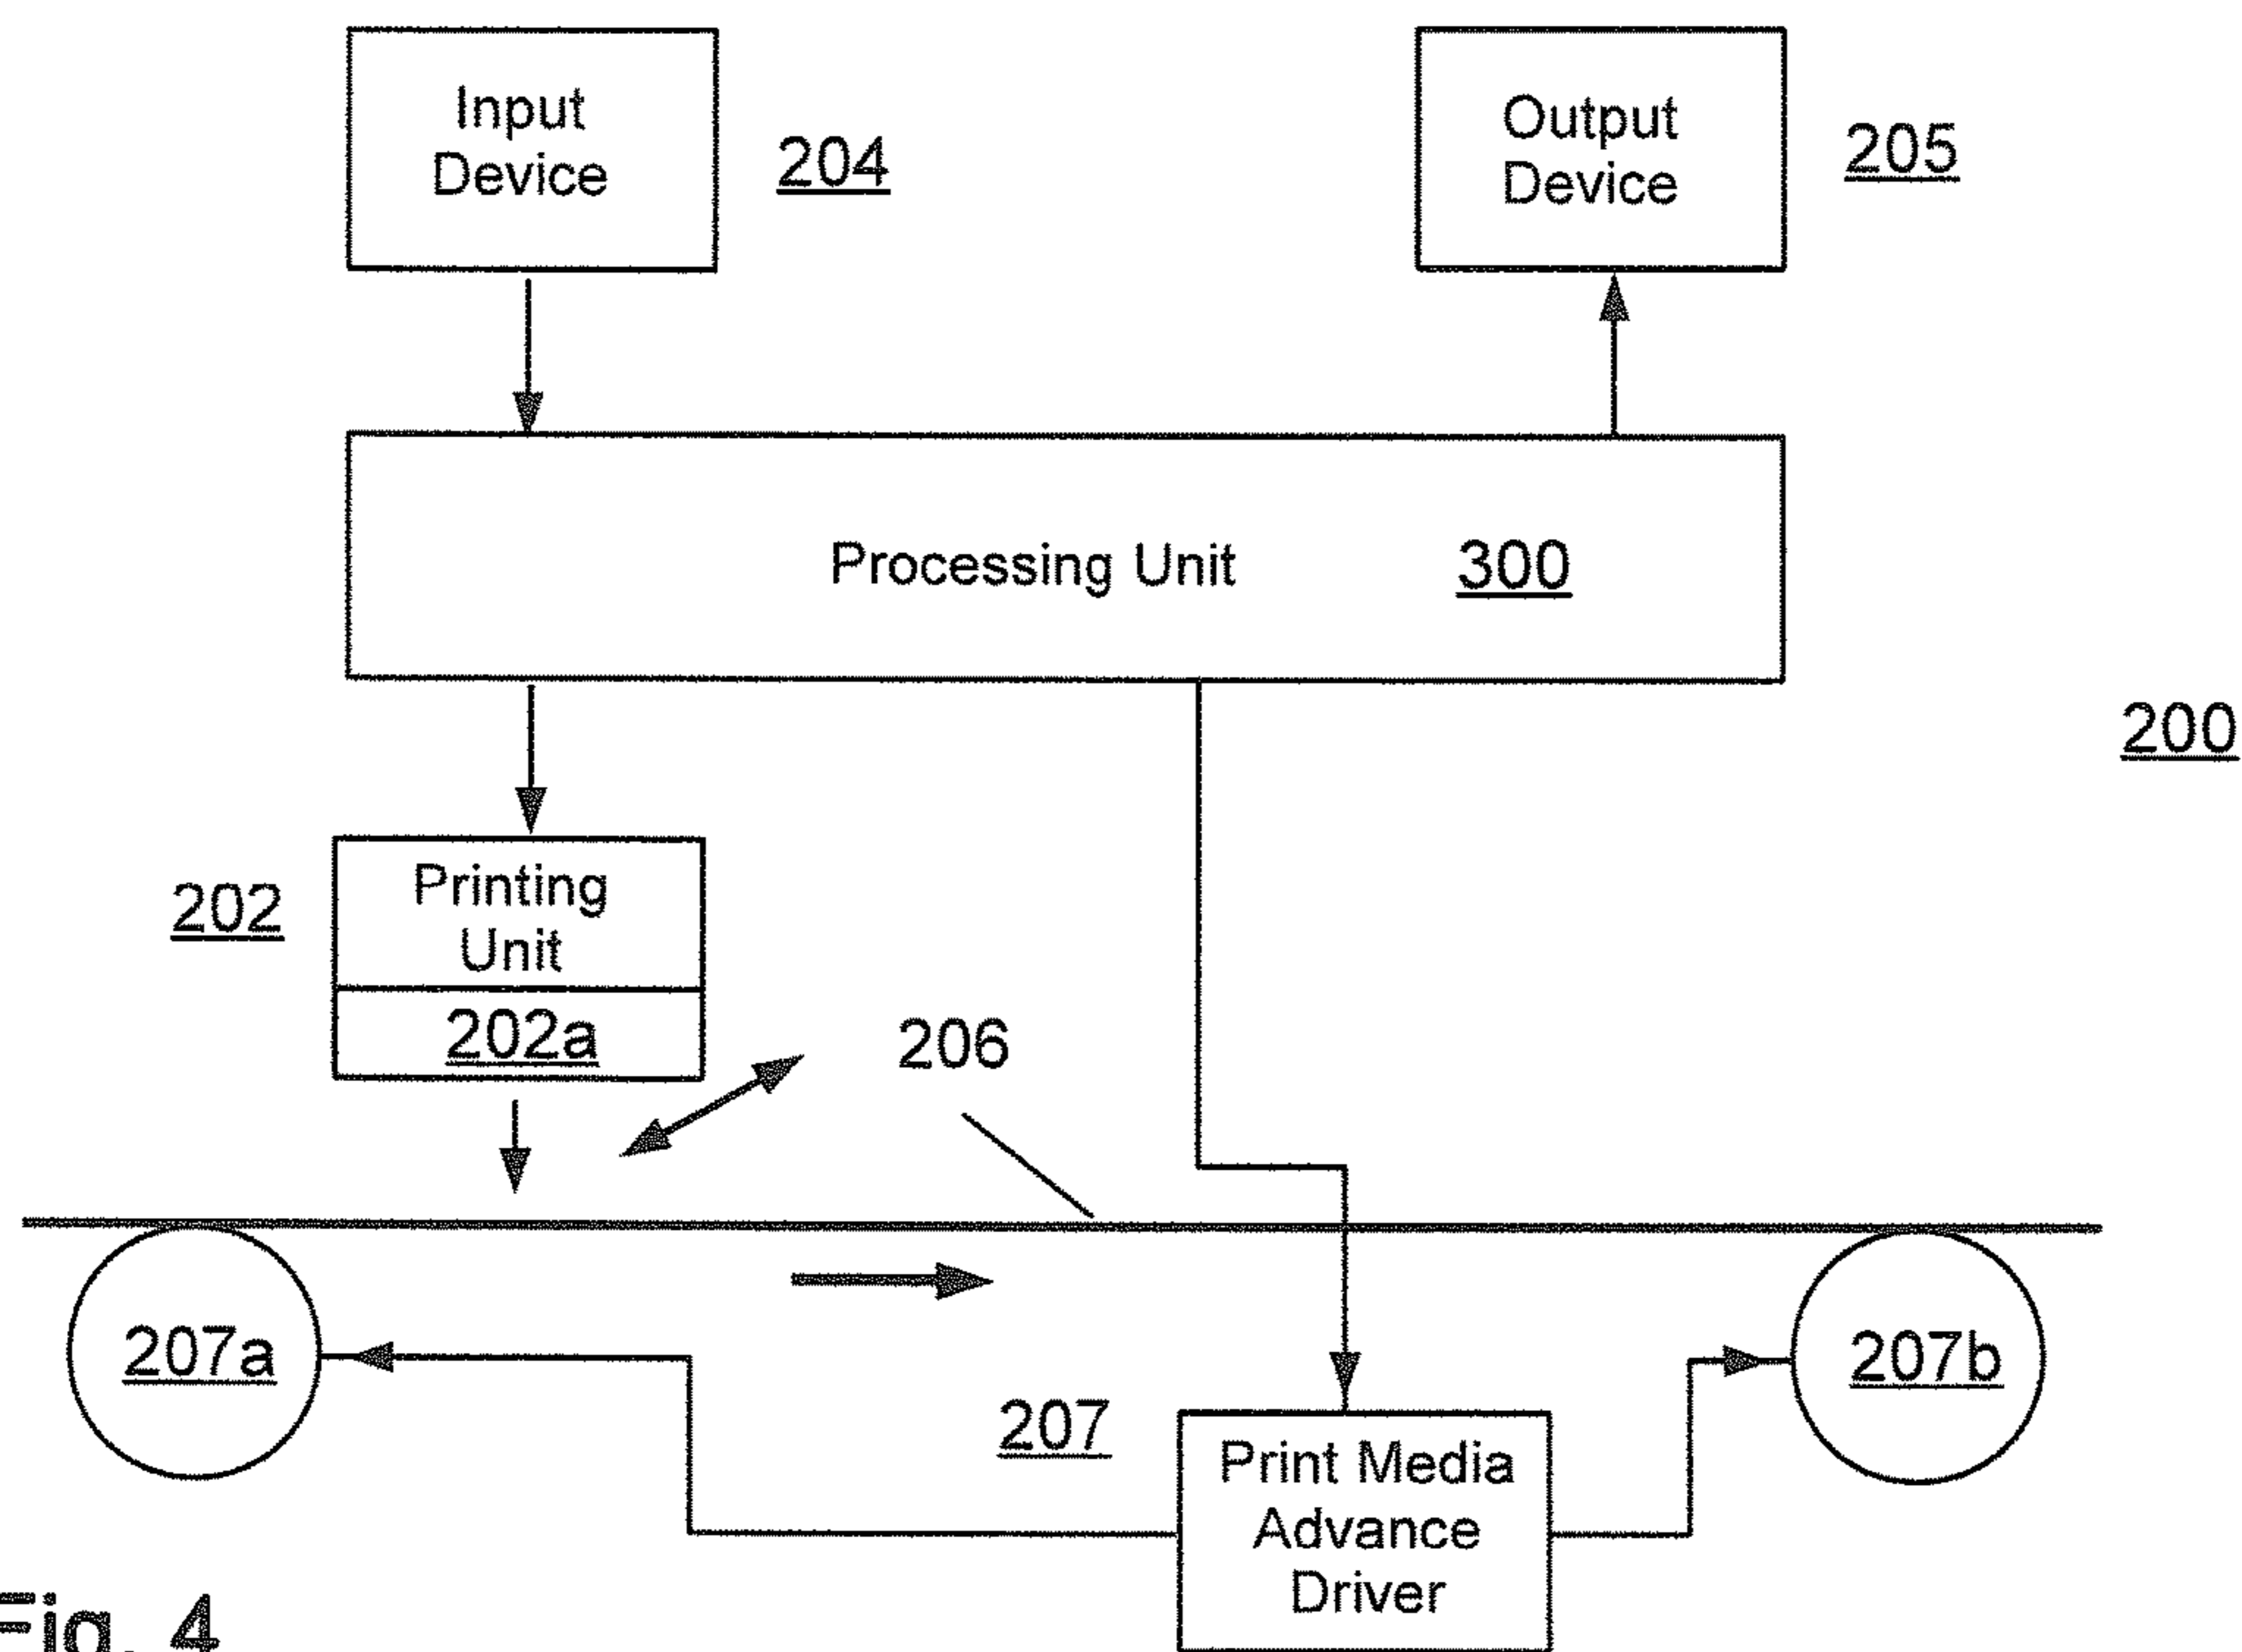 Input
Device
204
Output
Device
205
Processing Unit 300
200
202
Printing
Unit
202a
206
207a
207b
207
Print Media
Advance
Driver
Fig. 4